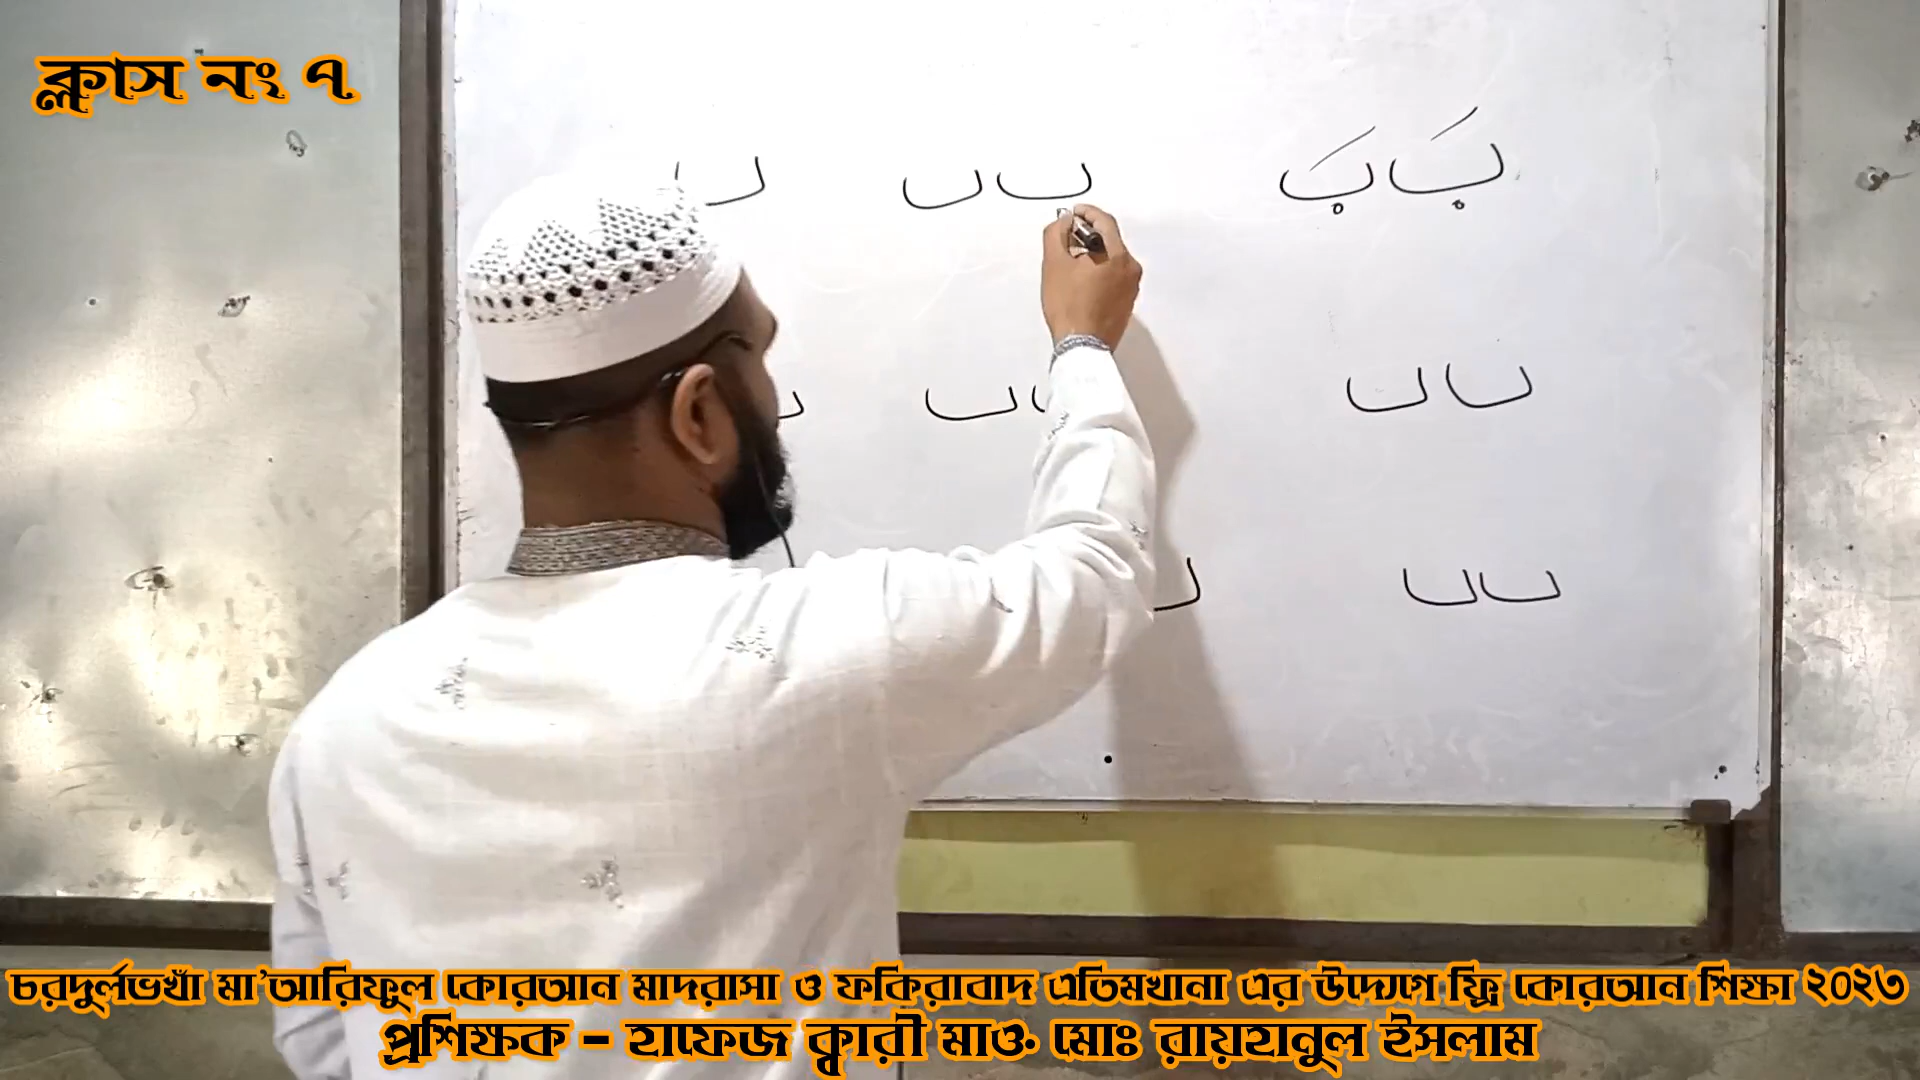 ক্লাস নং ৭
بَ بَ
চরদুর্লভখাঁ মা'আরিফুল কোরআন মাদরাসা ও ফকিরাবাদ এতিমখানা এর উদ্যেগে ফ্রি কোরআন শিক্ষা ২০২৩
প্রশিক্ষক - হাফেজ ক্বারী মাওঃ মোঃ রায়হানুল ইসলাম